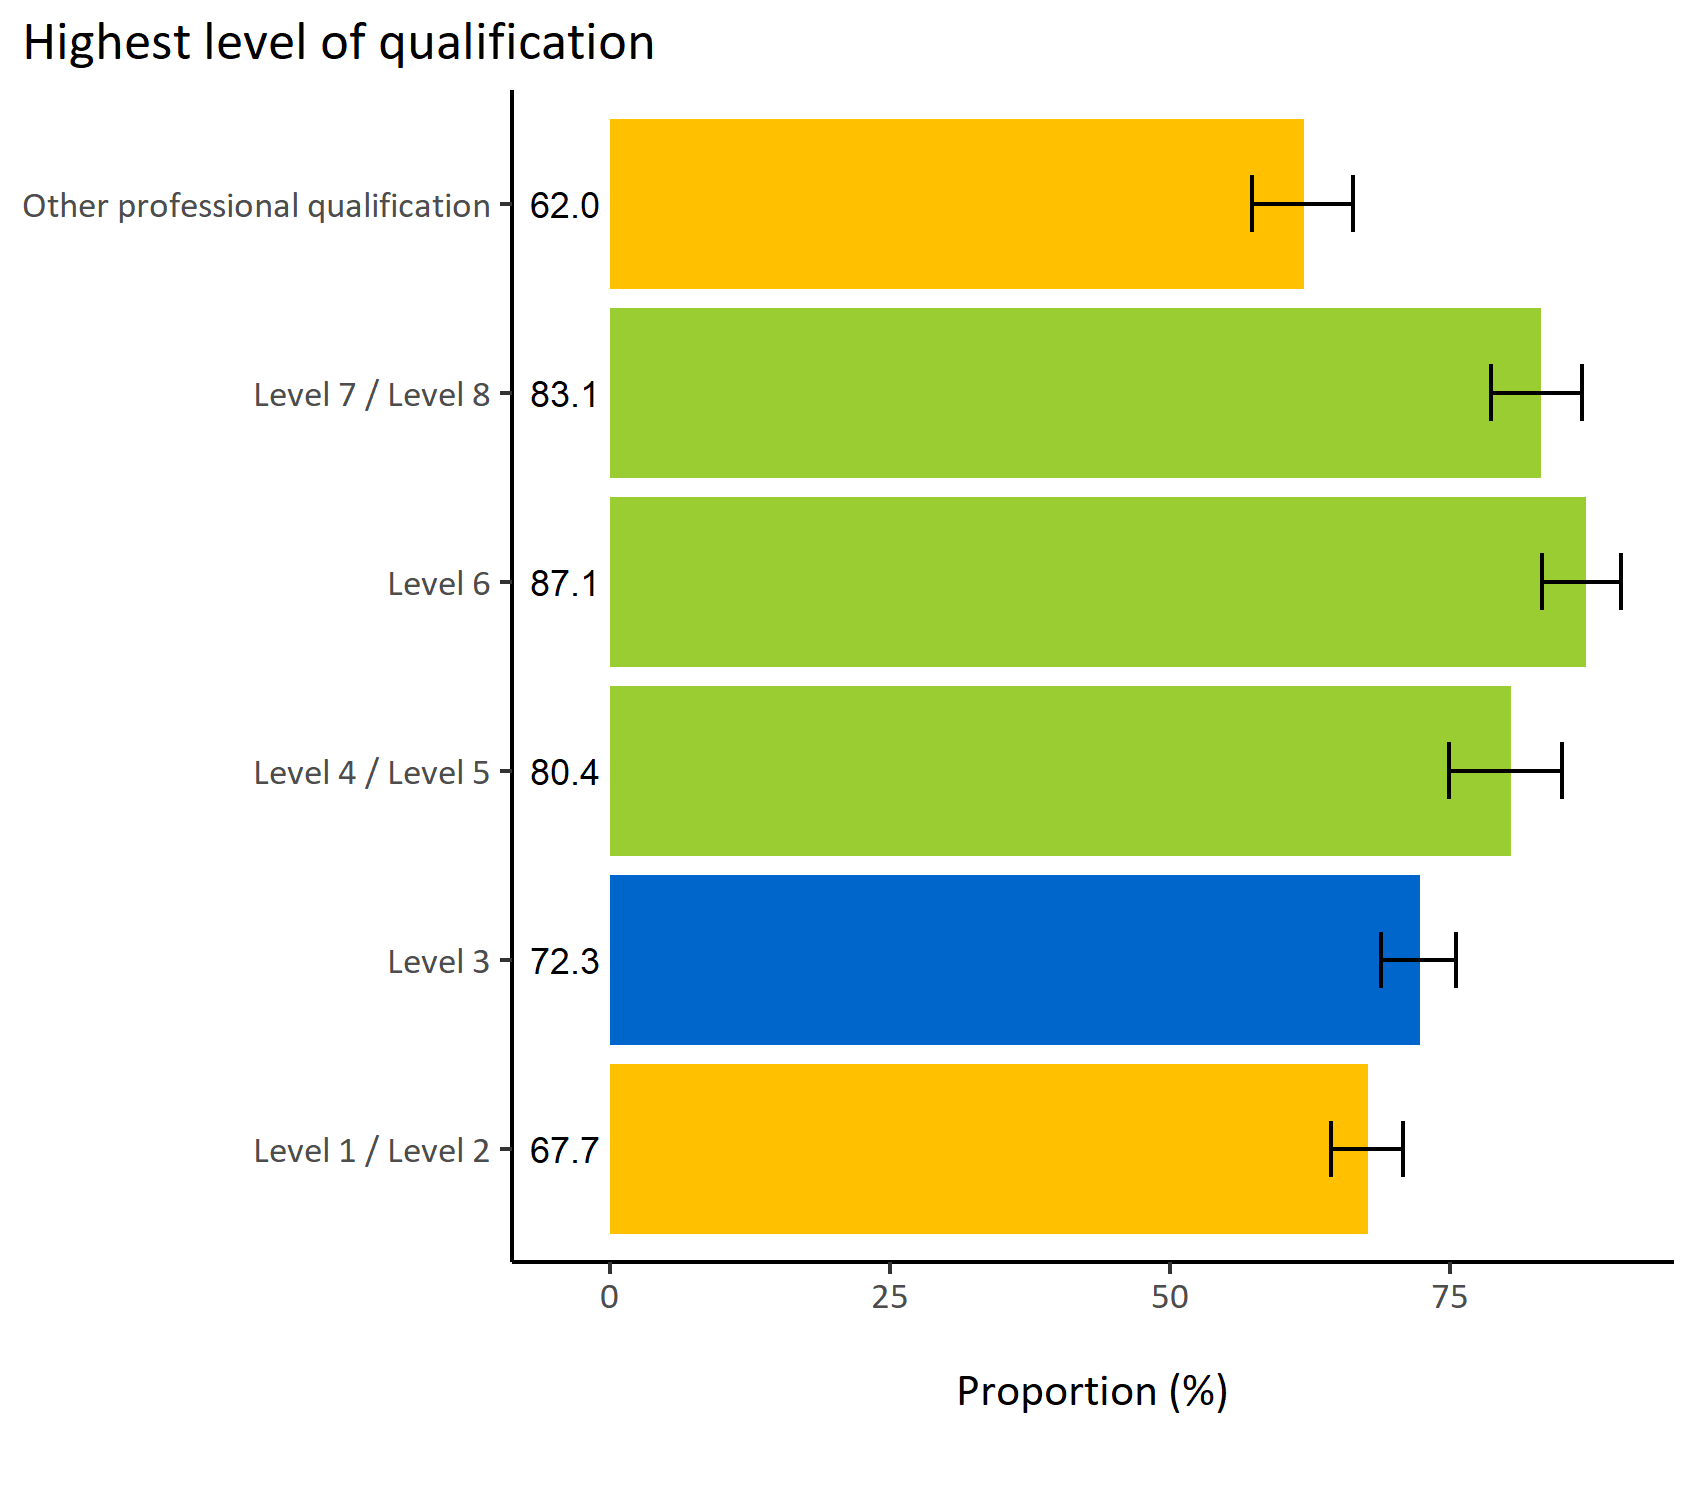 Highest level of qualification
Other professional qualification 62.0
Level 7 / Level 8 83.1
Level 6 87.1
Level 4 / Level 5 80.4
Level 3 72.3
Level 1 / Level 2 67.7
0 25 50 75
Proportion (%)